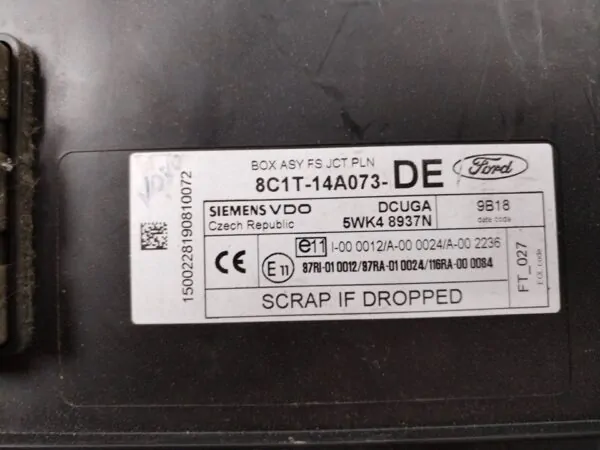 BOX ASY FS JCT PLN
8C1T-14A073-DE
Ford
SIEMENS VDO
Czech Republic
DCUGA
5WK4 8937N
9B18
date code
1500228190810072
e11 I-00 0012/A-00 0024/A-00 2236
CE
E11 87RI-01 0012/97RA-01 0024/116RA-00 0084
FT_027
SCRAP IF DROPPED